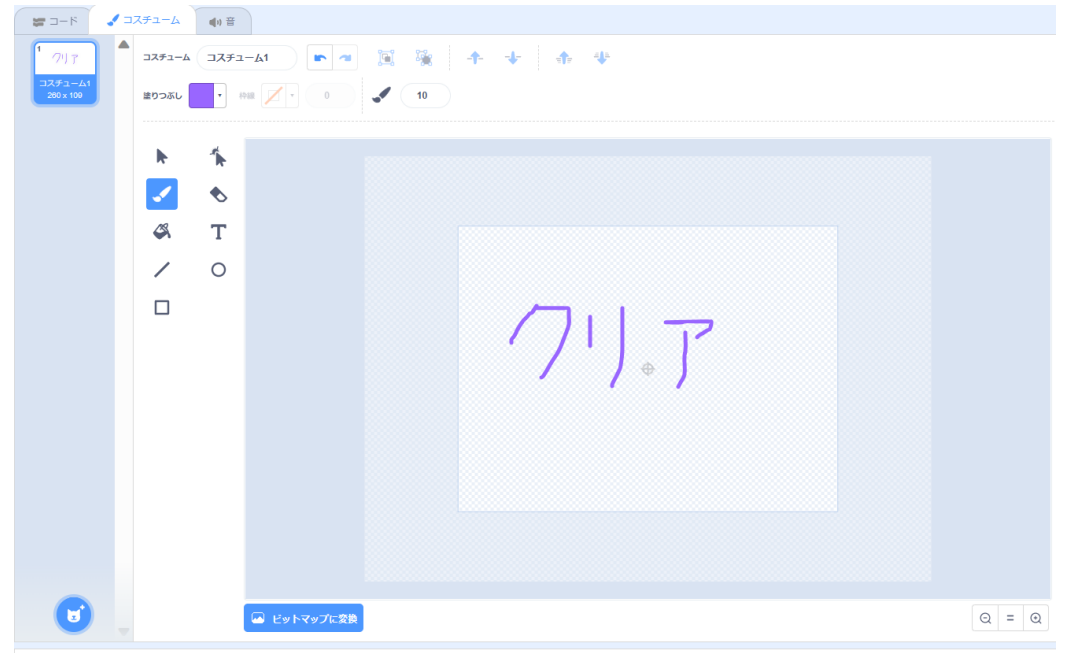 コード
コスチューム
音
1
クリア
コスチューム1
260 x 109
コスチューム
コスチューム1
塗りつぶし
枠線
0
10
T
クリア
ビットマップに変換